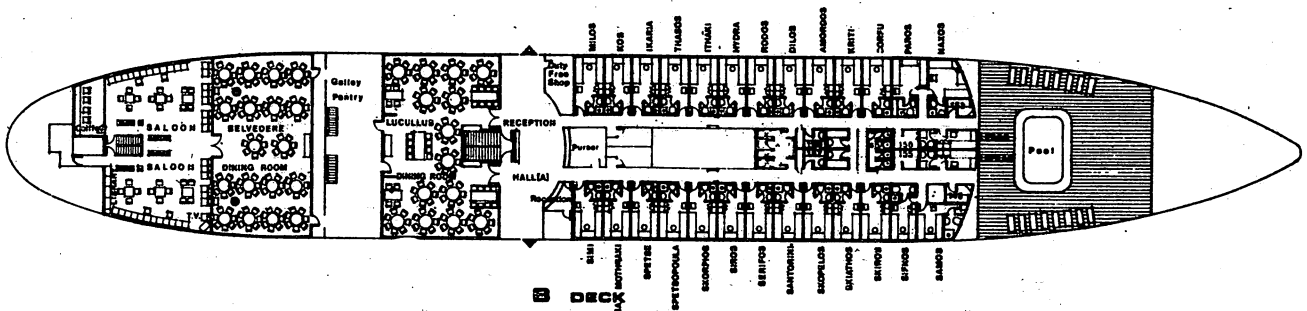 MILOS
KOS
IKARIA
THASOS
ITHAKI
HYDRA
RODOS
DILOS
AMORGOS
KRITI
CORFU
PAROS
NAXOS
Duty
Free
Shop
Galley
Pantry
SALOON
BELVEDERE
LUCULLUS
RECEPTION
SALOON
DINING ROOM
DINING ROOM
Purser
HALL[A]
Reception
T.V.
155
Pool
SIMI
SPETSE
SPETSOPOULA
SKORPIOS
SIROS
SERIFOS
SANTORINI
SKOPELOS
SKIATHOS
SKIROS
SIFNOS
SAMOS
B DECK